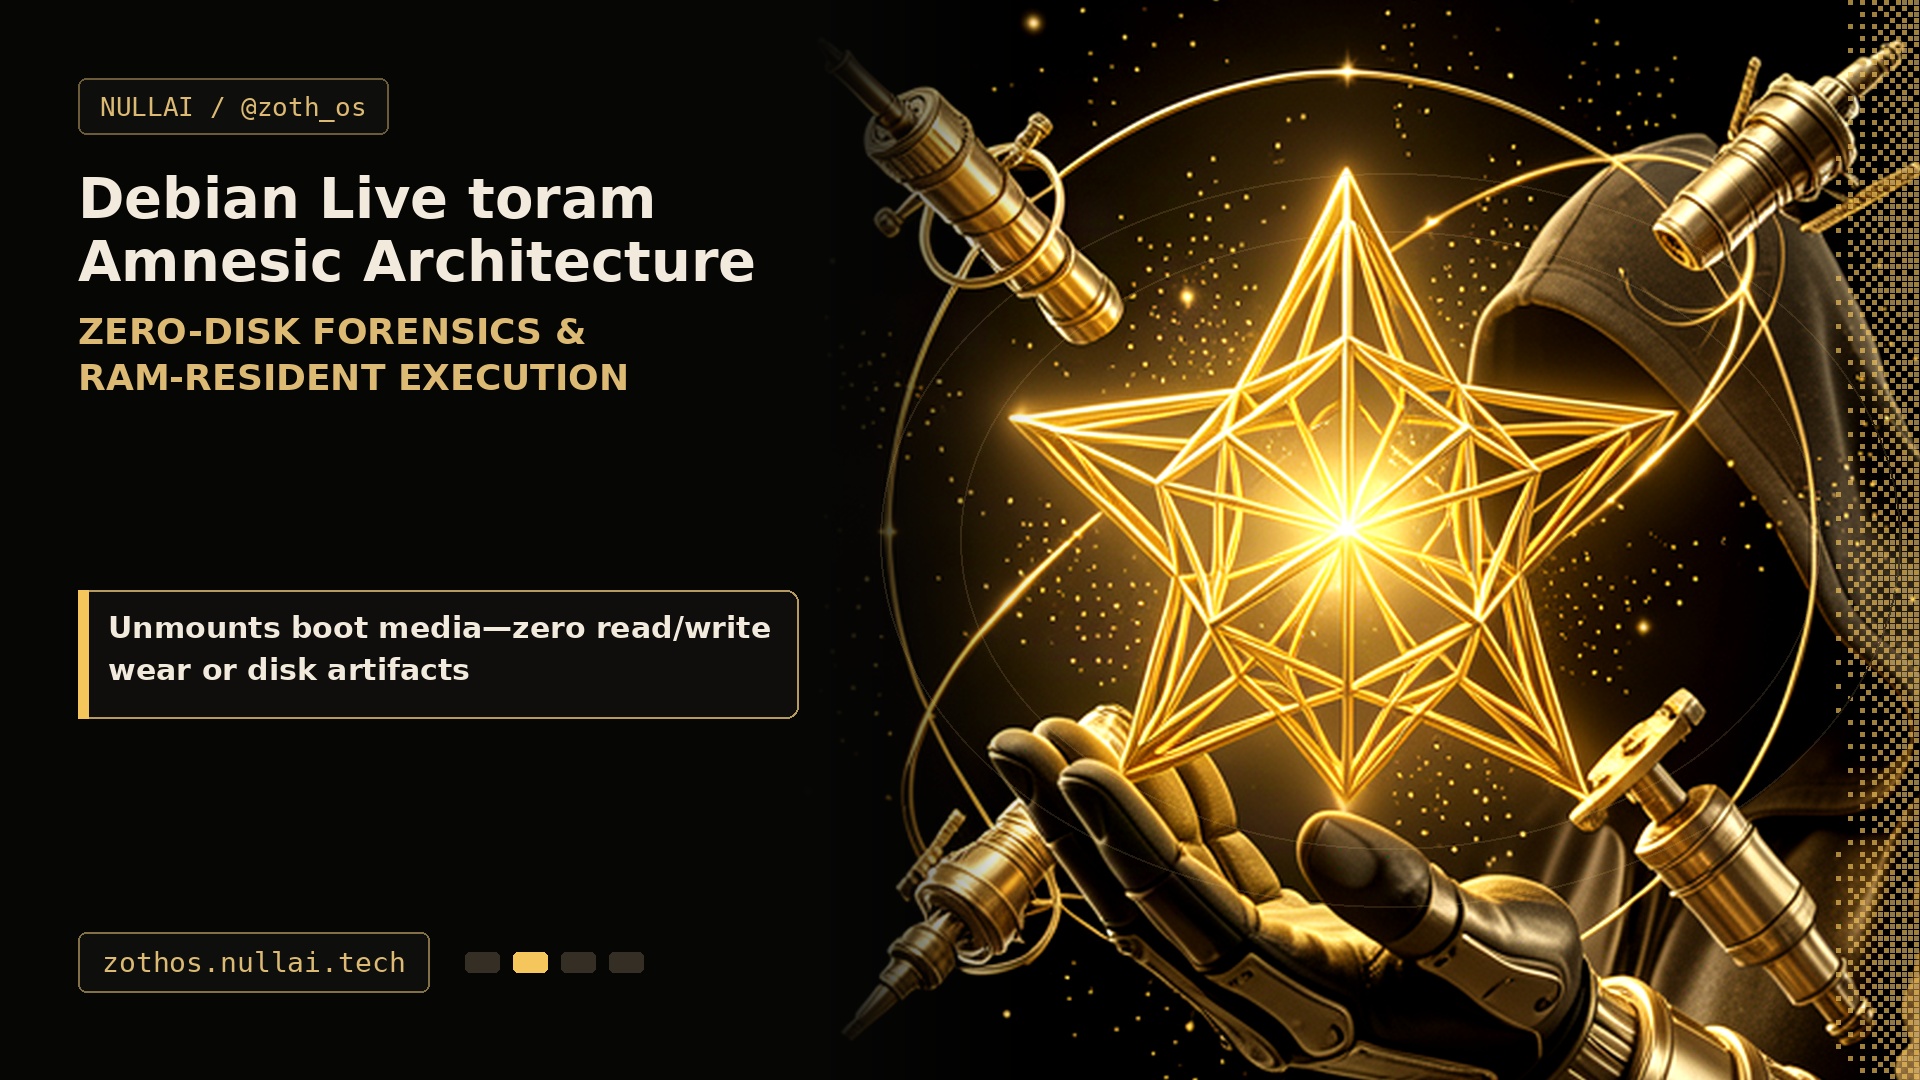 NULLAI / @zoth_os
Debian Live toram
Amnesic Architecture
ZERO-DISK FORENSICS &
RAM-RESIDENT EXECUTION
Unmounts boot media—zero read/write
wear or disk artifacts
zothos.nullai.tech